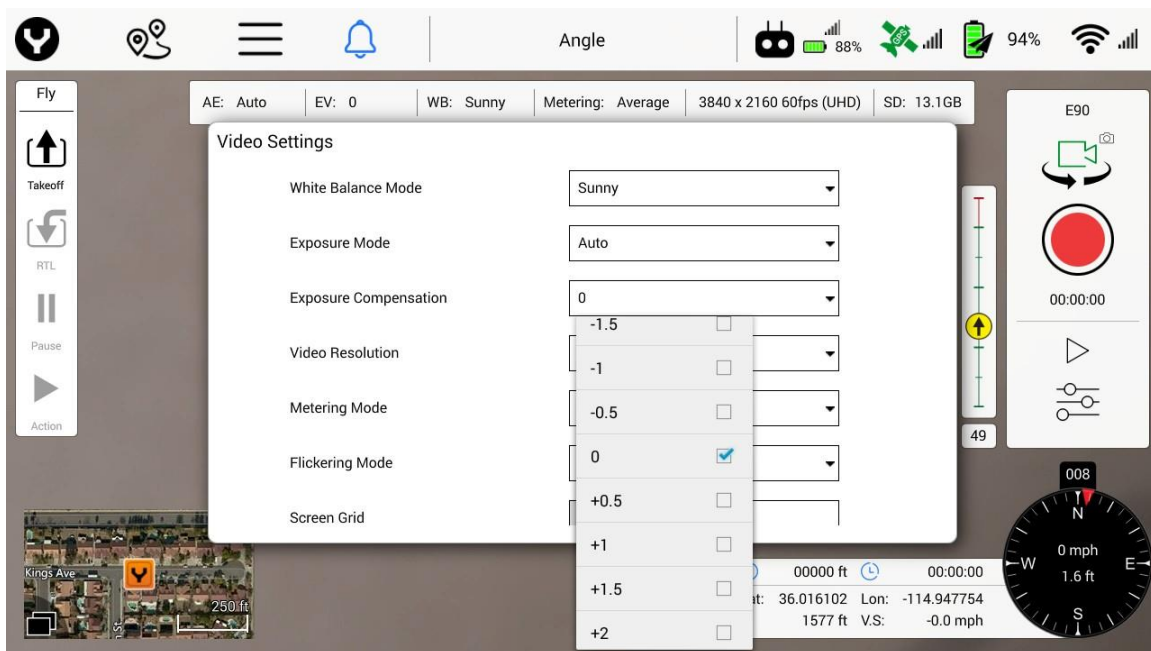 Angle
88%
GPS
94%
Fly
Takeoff
RTL
Pause
Action
AE: Auto
EV: 0
WB: Sunny
Metering: Average
3840 x 2160 60fps (UHD)
SD: 13.1GB
Video Settings
White Balance Mode
Sunny
Exposure Mode
Auto
Exposure Compensation
0
-1.5
Video Resolution
-1
Metering Mode
-0.5
0
Flickering Mode
+0.5
Screen Grid
+1
+1.5
+2
E90
00:00:00
49
008
N
0 mph
W
E
1.6 ft
S
Kings Ave
250 ft
00000 ft
00:00:00
36.016102 Lon: -114.947754
1577 ft V.S: -0.0 mph